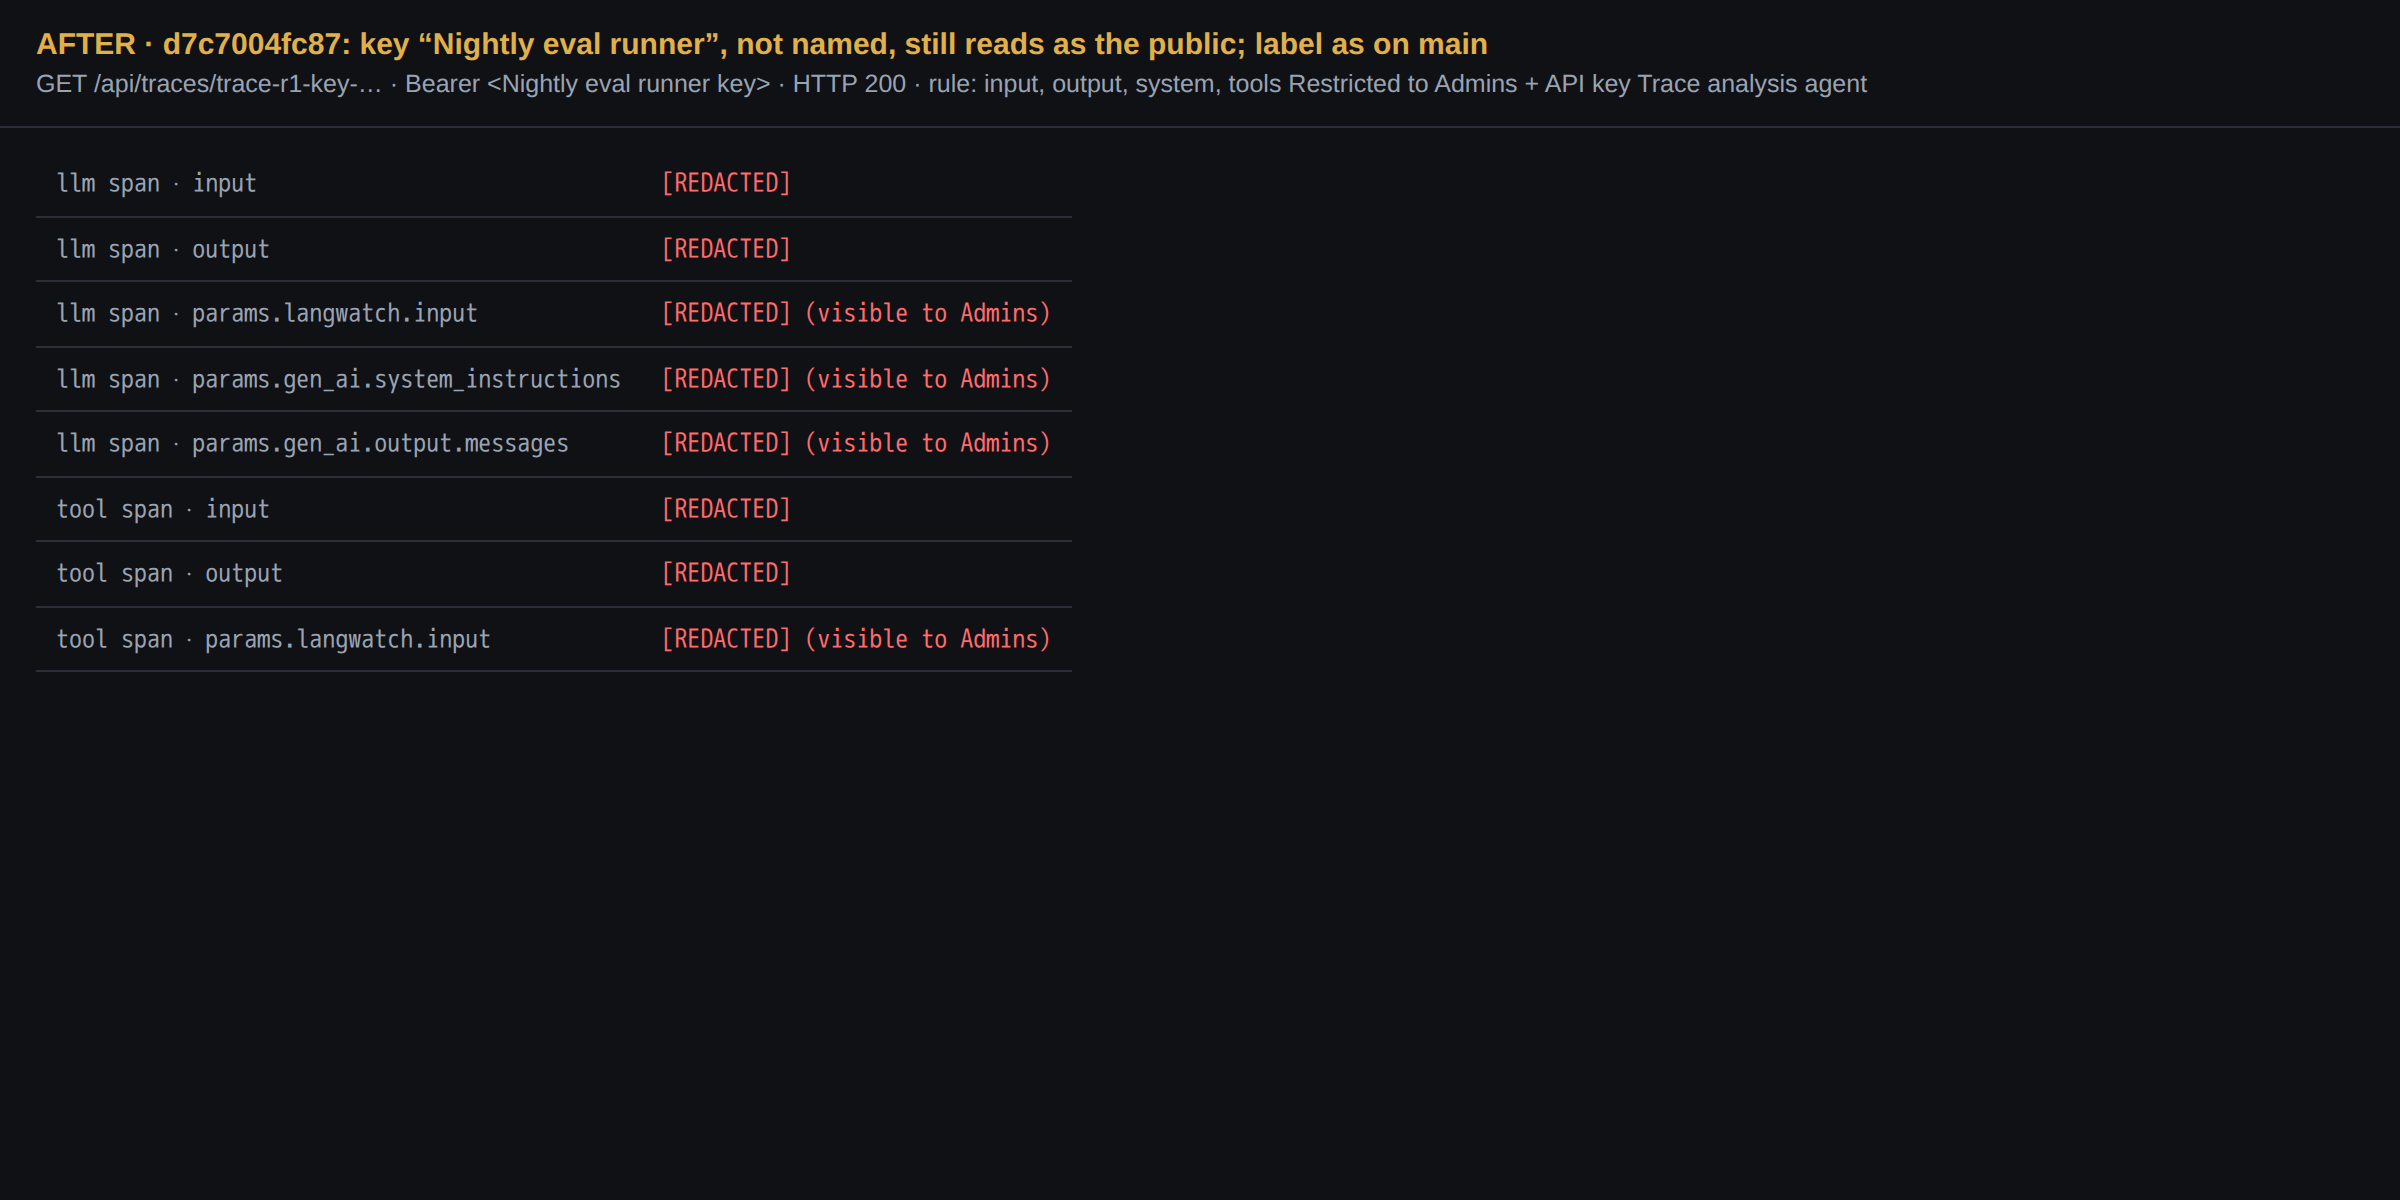 AFTER · d7c7004fc87: key “Nightly eval runner”, not named, still reads as the public; label as on main
GET /api/traces/trace-r1-key-… · Bearer <Nightly eval runner key> · HTTP 200 · rule: input, output, system, tools Restricted to Admins + API key Trace analysis agent
llm span · input [REDACTED]
llm span · output [REDACTED]
llm span · params.langwatch.input [REDACTED] (visible to Admins)
llm span · params.gen_ai.system_instructions [REDACTED] (visible to Admins)
llm span · params.gen_ai.output.messages [REDACTED] (visible to Admins)
tool span · input [REDACTED]
tool span · output [REDACTED]
tool span · params.langwatch.input [REDACTED] (visible to Admins)